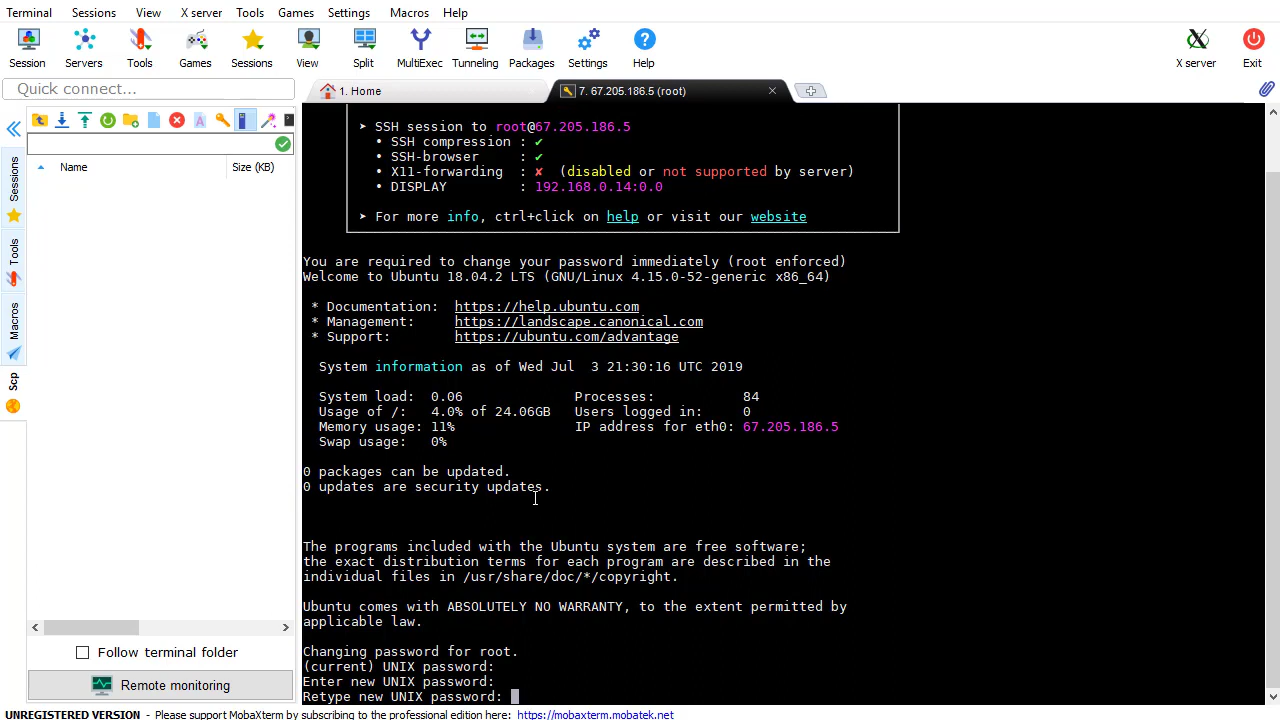 Terminal Sessions View X server Tools Games Settings Macros Help
Session Servers Tools Games Sessions View Split MultiExec Tunneling Packages Settings Help X server Exit
Quick connect...
1. Home 7. 67.205.186.5 (root)
Name Size (KB)
Sessions
Tools
Macros
Scp
➤ SSH session to root@67.205.186.5
• SSH compression : ✔
• SSH-browser : ✔
• X11-forwarding : ✘ (disabled or not supported by server)
• DISPLAY : 192.168.0.14:0.0
➤ For more info, ctrl+click on help or visit our website
You are required to change your password immediately (root enforced)
Welcome to Ubuntu 18.04.2 LTS (GNU/Linux 4.15.0-52-generic x86_64)
* Documentation: https://help.ubuntu.com
* Management: https://landscape.canonical.com
* Support: https://ubuntu.com/advantage
System information as of Wed Jul 3 21:30:16 UTC 2019
System load: 0.06 Processes: 84
Usage of /: 4.0% of 24.06GB Users logged in: 0
Memory usage: 11% IP address for eth0: 67.205.186.5
Swap usage: 0%
0 packages can be updated.
0 updates are security updates.
The programs included with the Ubuntu system are free software;
the exact distribution terms for each program are described in the
individual files in /usr/share/doc/*/copyright.
Ubuntu comes with ABSOLUTELY NO WARRANTY, to the extent permitted by
applicable law.
Changing password for root.
(current) UNIX password:
Enter new UNIX password:
Retype new UNIX password:
Follow terminal folder
Remote monitoring
UNREGISTERED VERSION - Please support MobaXterm by subscribing to the professional edition here: https://mobaxterm.mobatek.net